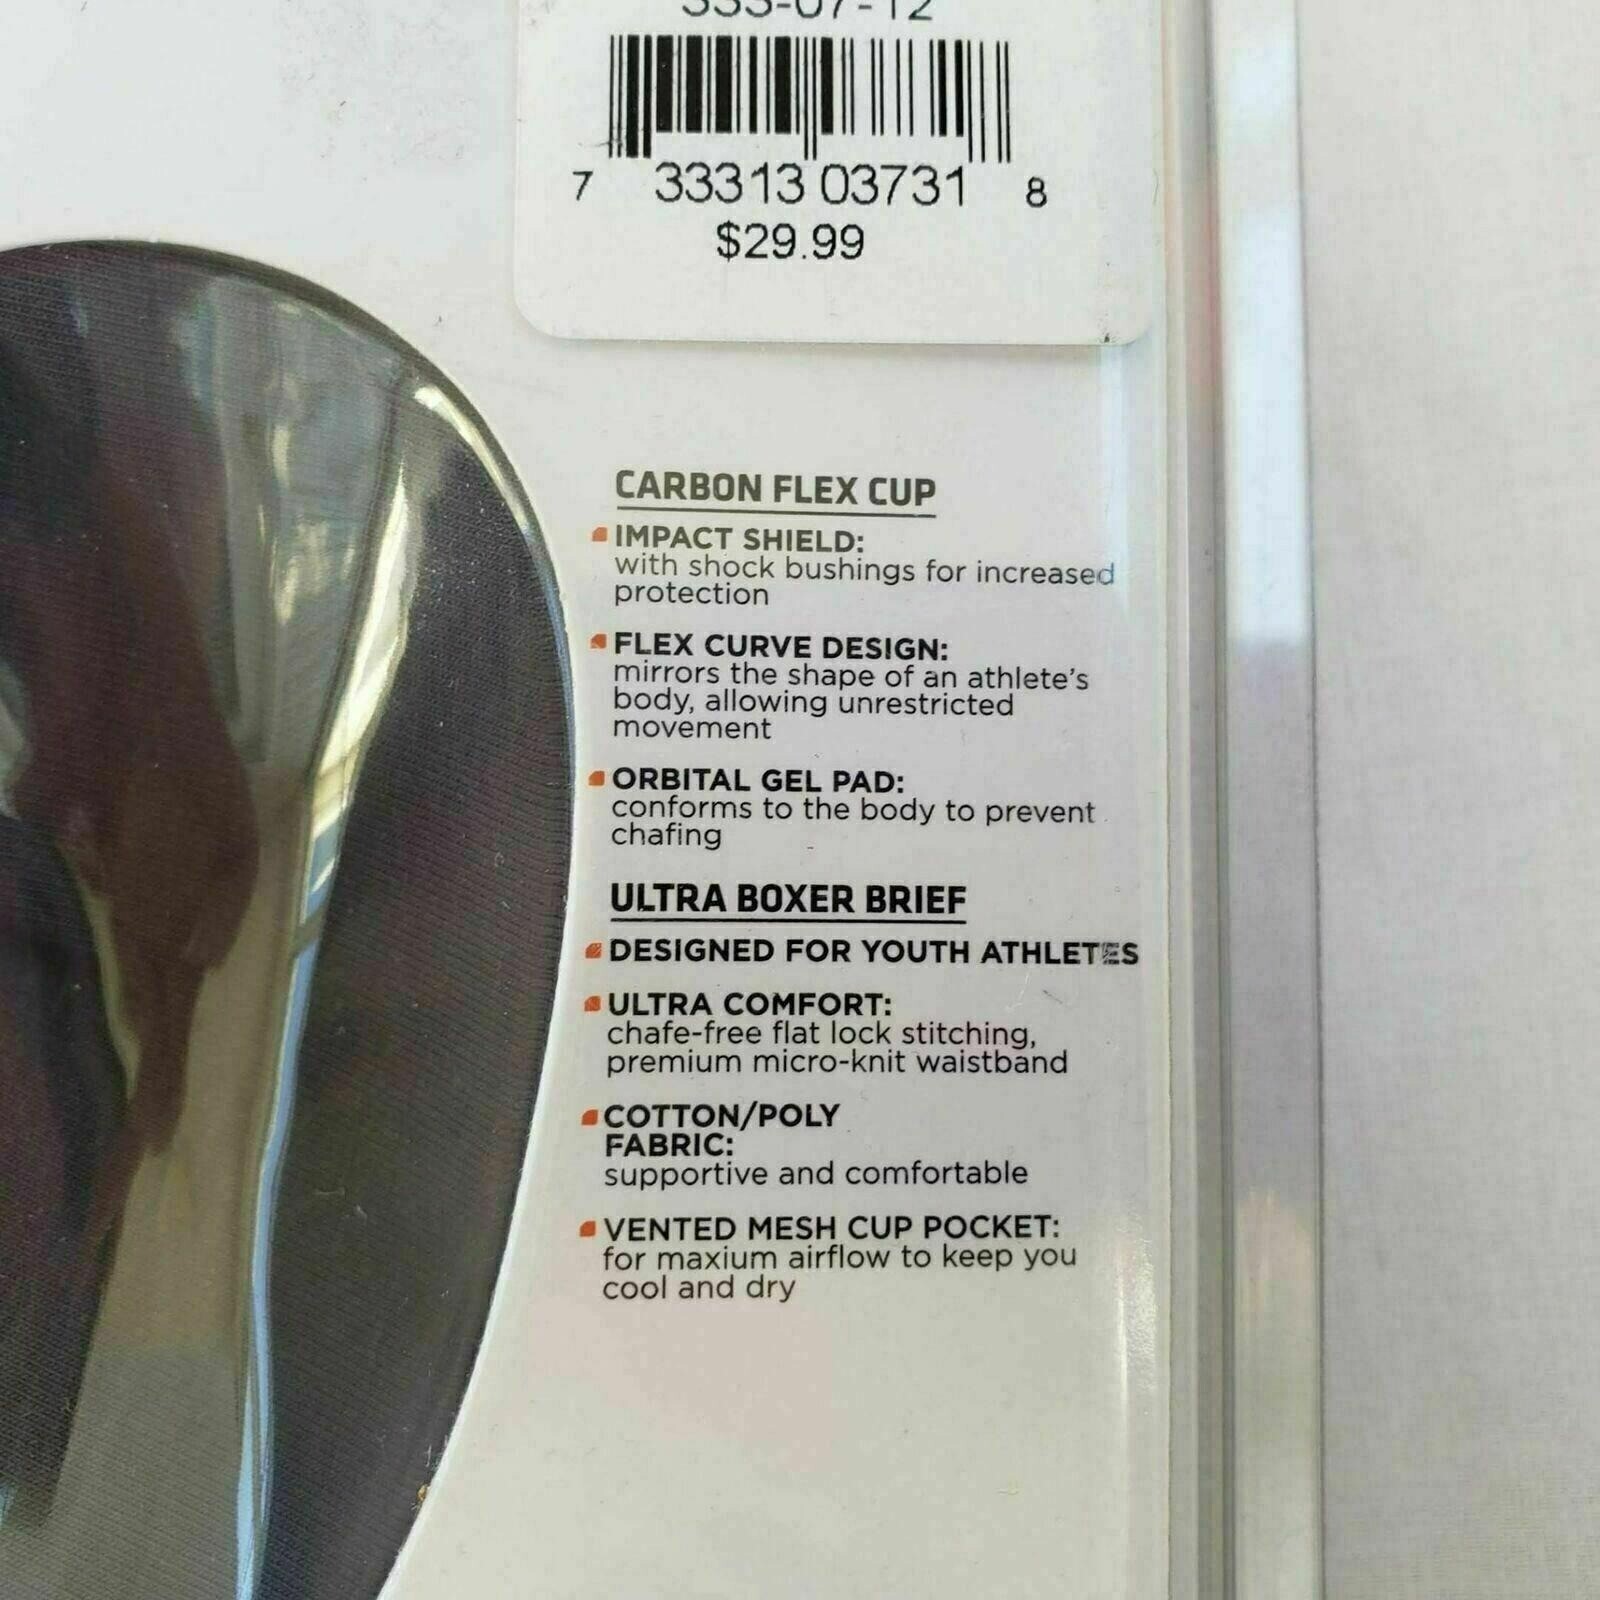 333-07-12
7 33313 03731 8
$29.99
CARBON FLEX CUP
IMPACT SHIELD:
with shock bushings for increased
protection
FLEX CURVE DESIGN:
mirrors the shape of an athlete's
body, allowing unrestricted
movement
ORBITAL GEL PAD:
conforms to the body to prevent
chafing
ULTRA BOXER BRIEF
DESIGNED FOR YOUTH ATHLETES
ULTRA COMFORT:
chafe-free flat lock stitching,
premium micro-knit waistband
COTTON/POLY
FABRIC:
supportive and comfortable
VENTED MESH CUP POCKET:
for maxium airflow to keep you
cool and dry